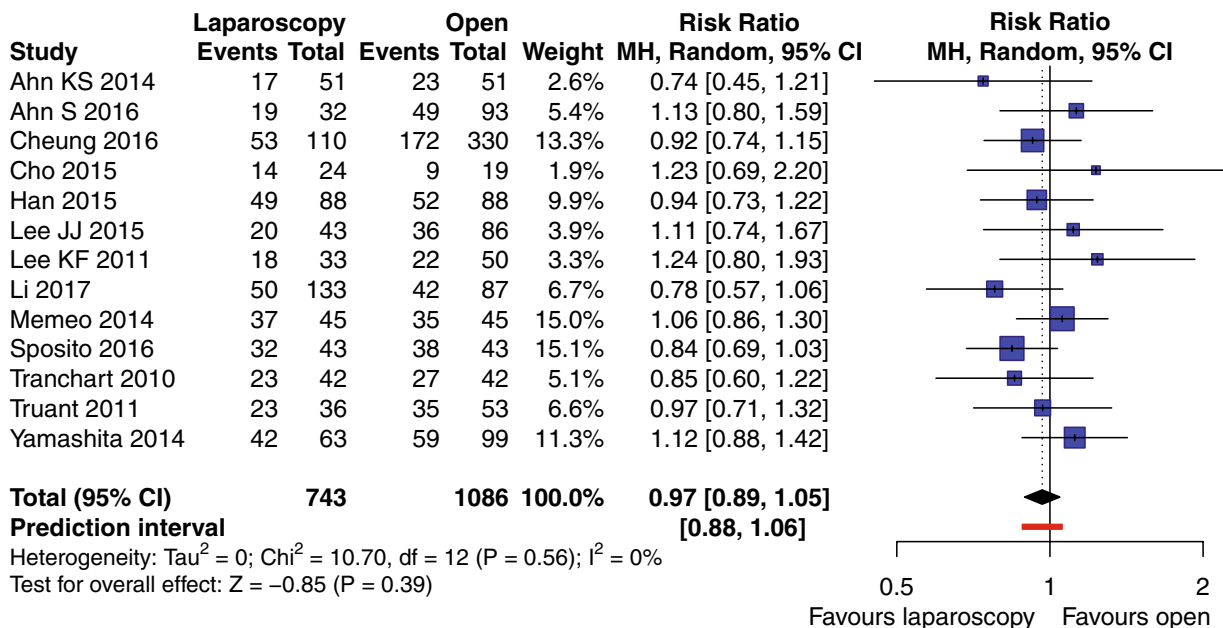 Laparoscopy Open Risk Ratio Risk Ratio
Study Events Total Events Total Weight MH, Random, 95% CI MH, Random, 95% CI
Ahn KS 2014 17 51 23 51 2.6% 0.74 [0.45, 1.21]
Ahn S 2016 19 32 49 93 5.4% 1.13 [0.80, 1.59]
Cheung 2016 53 110 172 330 13.3% 0.92 [0.74, 1.15]
Cho 2015 14 24 9 19 1.9% 1.23 [0.69, 2.20]
Han 2015 49 88 52 88 9.9% 0.94 [0.73, 1.22]
Lee JJ 2015 20 43 36 86 3.9% 1.11 [0.74, 1.67]
Lee KF 2011 18 33 22 50 3.3% 1.24 [0.80, 1.93]
Li 2017 50 133 42 87 6.7% 0.78 [0.57, 1.06]
Memeo 2014 37 45 35 45 15.0% 1.06 [0.86, 1.30]
Sposito 2016 32 43 38 43 15.1% 0.84 [0.69, 1.03]
Tranchart 2010 23 42 27 42 5.1% 0.85 [0.60, 1.22]
Truant 2011 23 36 35 53 6.6% 0.97 [0.71, 1.32]
Yamashita 2014 42 63 59 99 11.3% 1.12 [0.88, 1.42]
Total (95% CI) 743 1086 100.0% 0.97 [0.89, 1.05]
Prediction interval [0.88, 1.06]
Heterogeneity: Tau² = 0; Chi² = 10.70, df = 12 (P = 0.56); I² = 0%
Test for overall effect: Z = −0.85 (P = 0.39)
0.5 1 2
Favours laparoscopy Favours open